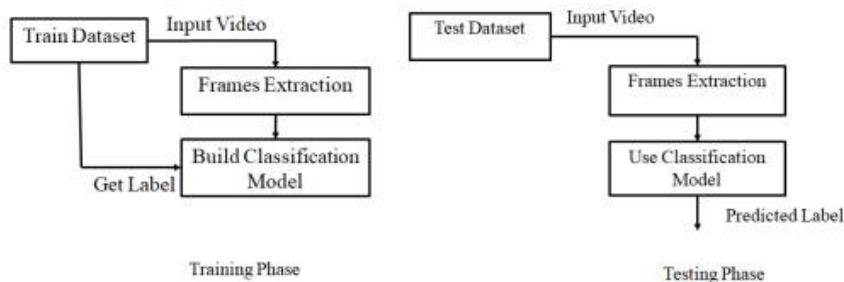 Train Dataset
Input Video
Frames Extraction
Build Classification
Model
Get Label
Training Phase
Test Dataset
Input Video
Frames Extraction
Use Classification
Model
Predicted Label
Testing Phase